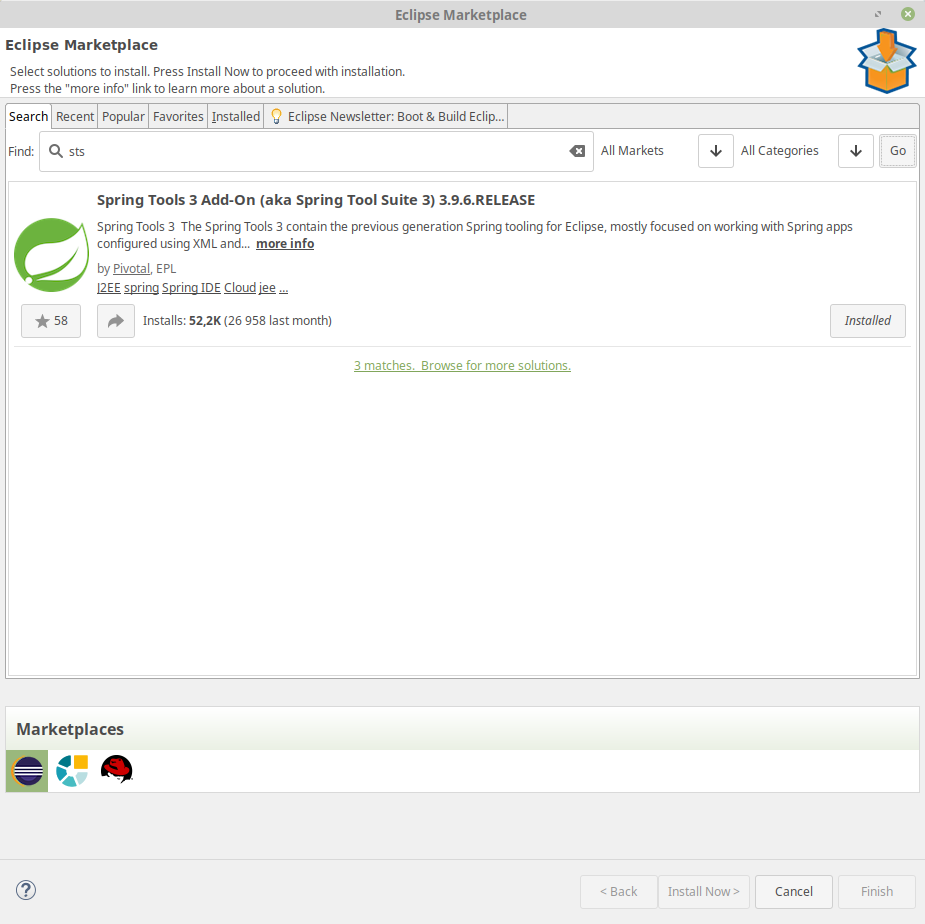 Eclipse Marketplace
Eclipse Marketplace
Select solutions to install. Press Install Now to proceed with installation.
Press the "more info" link to learn more about a solution.
Search Recent Popular Favorites Installed Eclipse Newsletter: Boot & Build Eclip...
Find: sts All Markets All Categories Go
Spring Tools 3 Add-On (aka Spring Tool Suite 3) 3.9.6.RELEASE
Spring Tools 3  The Spring Tools 3 contain the previous generation Spring tooling for Eclipse, mostly focused on working with Spring apps
configured using XML and...  more info
by Pivotal, EPL
J2EE spring Spring IDE Cloud jee ...
58 Installs: 52,2K (26 958 last month) Installed
3 matches.  Browse for more solutions.
Marketplaces
? < Back Install Now > Cancel Finish